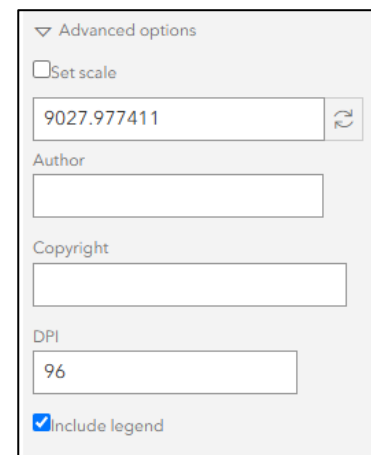 Advanced options
Set scale
9027.977411
Author
Copyright
DPI
96
Include legend